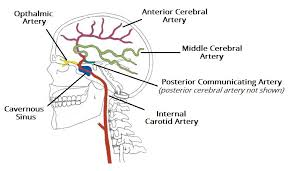 Opthalmic
Artery
Anterior Cerebral
Artery
Middle Cerebral
Artery
Posterior Communicating Artery
(posterior cerebral artery not shown)
Cavernous
Sinus
Internal
Carotid Artery